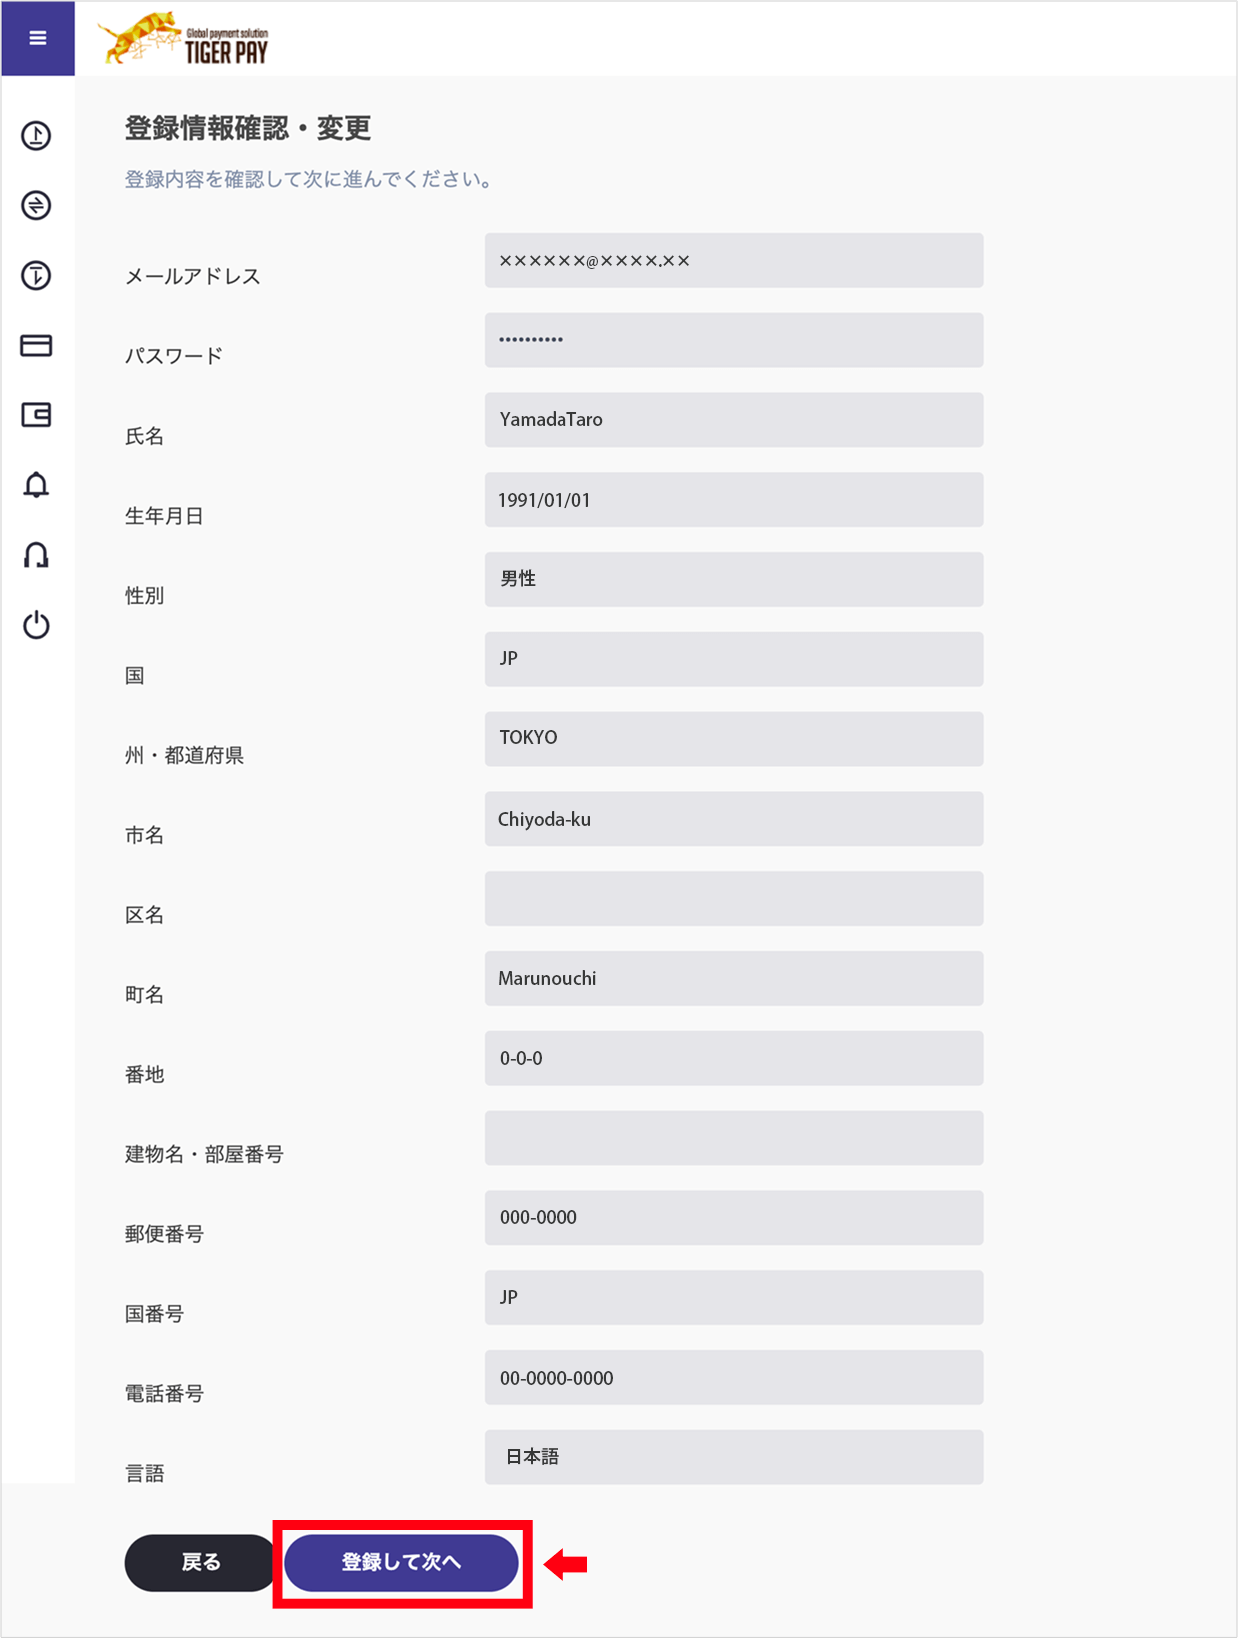 Global payment solution
TIGER PAY
登録情報確認・変更
登録内容を確認して次に進んでください。
メールアドレス
××××××@××××.××
パスワード
••••••••••
氏名
YamadaTaro
生年月日
1991/01/01
性別
男性
国
JP
州・都道府県
TOKYO
市名
Chiyoda-ku
区名
町名
Marunouchi
番地
0-0-0
建物名・部屋番号
郵便番号
000-0000
国番号
JP
電話番号
00-0000-0000
言語
日本語
戻る
登録して次へ